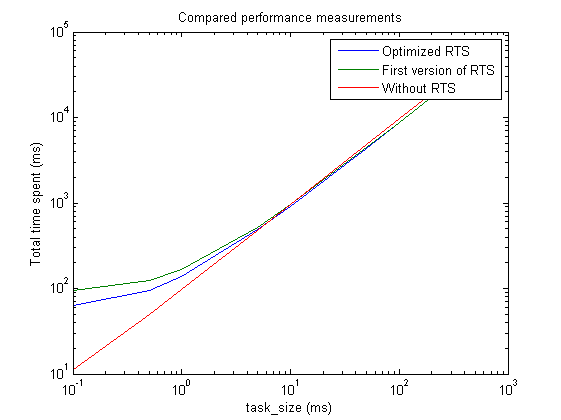 Compared performance measurements
Optimized RTS
First version of RTS
Without RTS
Total time spent (ms)
10^5
10^4
10^3
10^2
10^1
10^-1
10^0
10^1
10^2
10^3
task_size (ms)